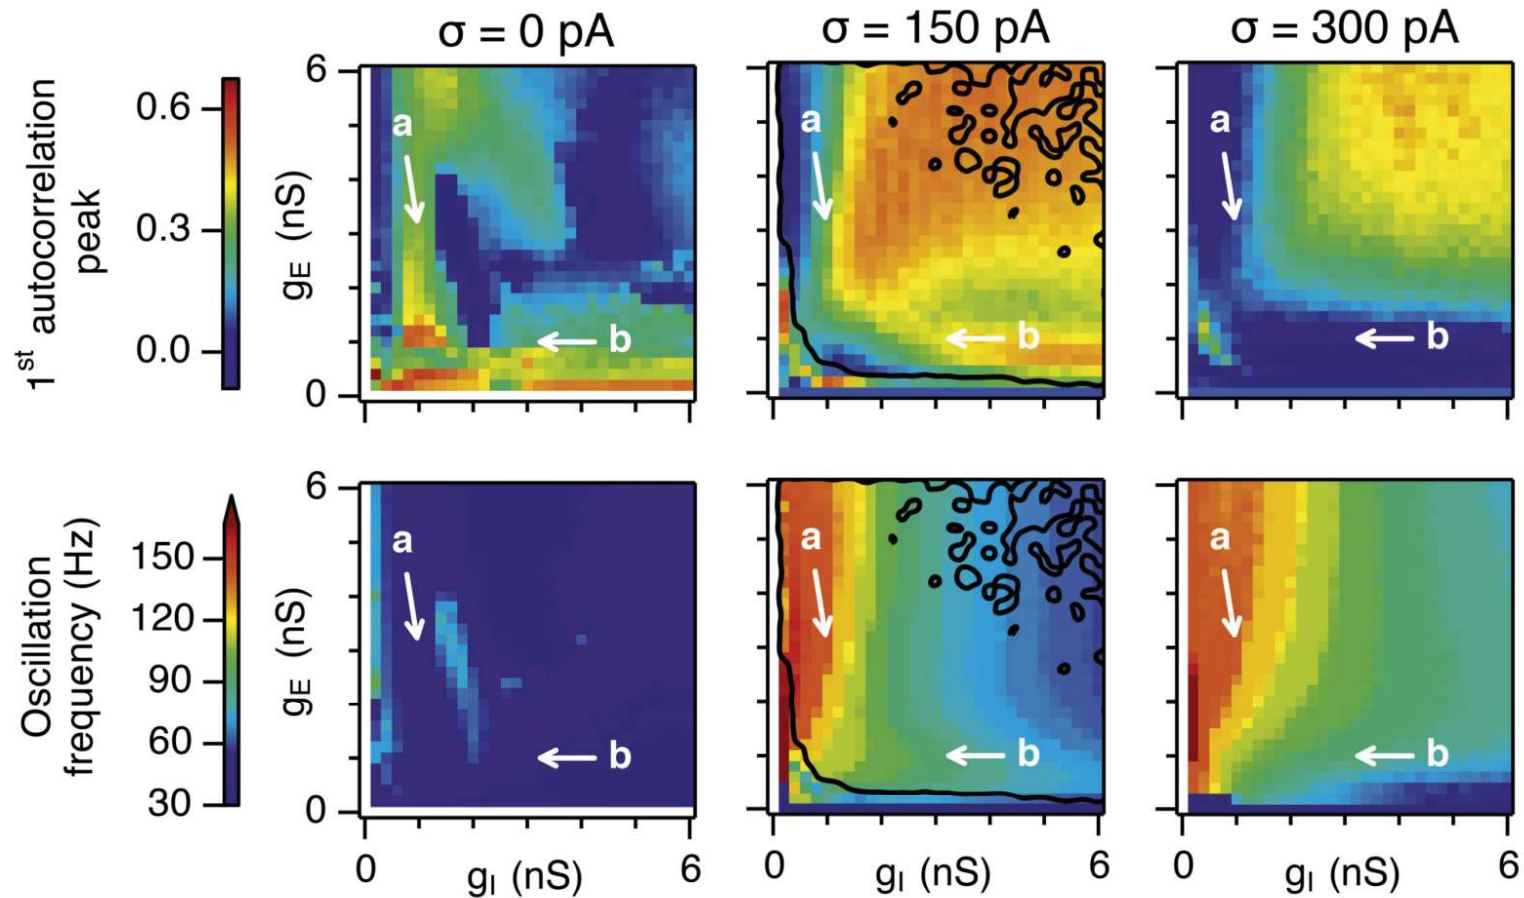 σ = 0 pA
σ = 150 pA
σ = 300 pA
1st autocorrelation
peak
0.6
0.3
0.0
gE (nS)
6
0
a
b
a
b
a
b
Oscillation
frequency (Hz)
150
120
90
60
30
gE (nS)
6
0
a
b
a
b
a
b
0
6
gI (nS)
0
6
gI (nS)
0
6
gI (nS)